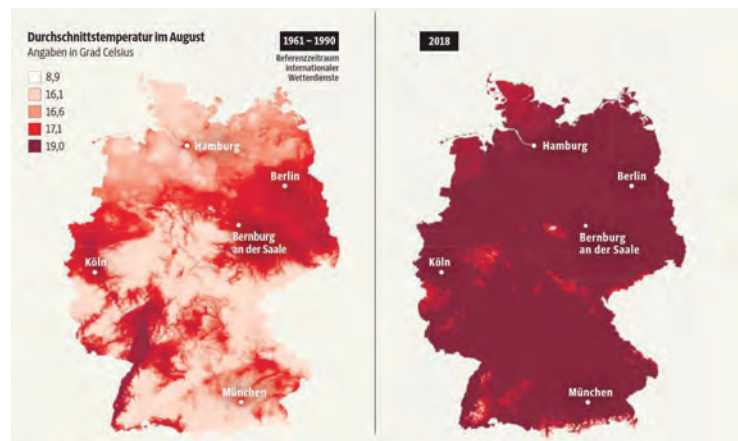 Durchschnittstemperatur im August
Angaben in Grad Celsius
8,9
16,1
16,6
17,1
19,0
1961 – 1990
Referenzzeitraum
internationaler
Wetterdienste
Hamburg
Berlin
Bernburg
an der Saale
Köln
München
2018
Hamburg
Berlin
Bernburg
an der Saale
Köln
München